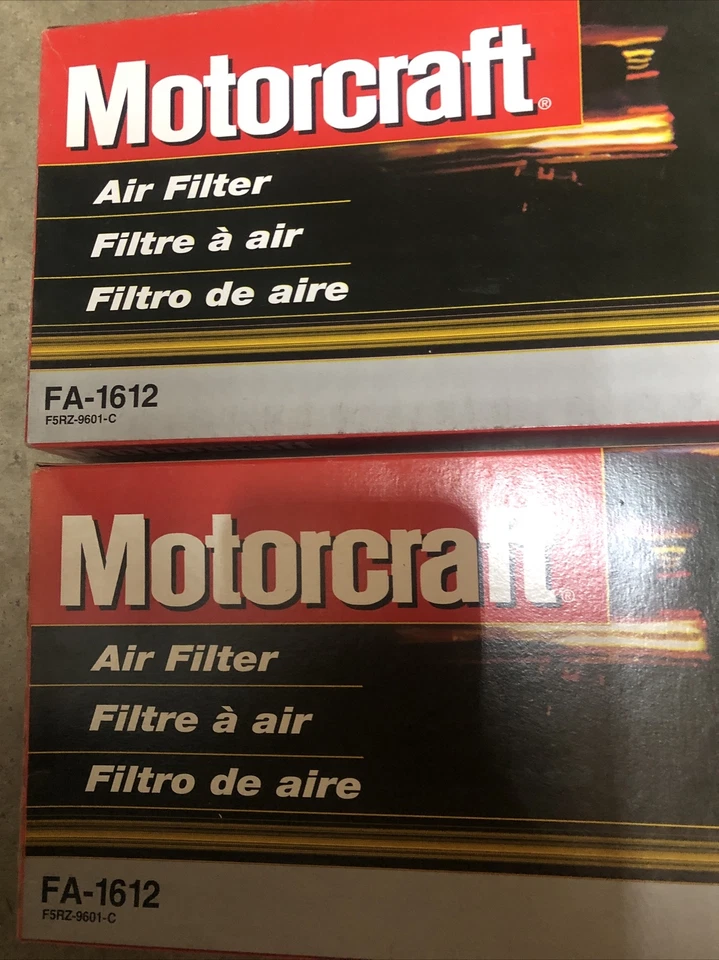 Motorcraft®
Air Filter
Filtre à air
Filtro de aire
FA-1612
F5RZ-9601-C
Motorcraft®
Air Filter
Filtre à air
Filtro de aire
FA-1612
F5RZ-9601-C